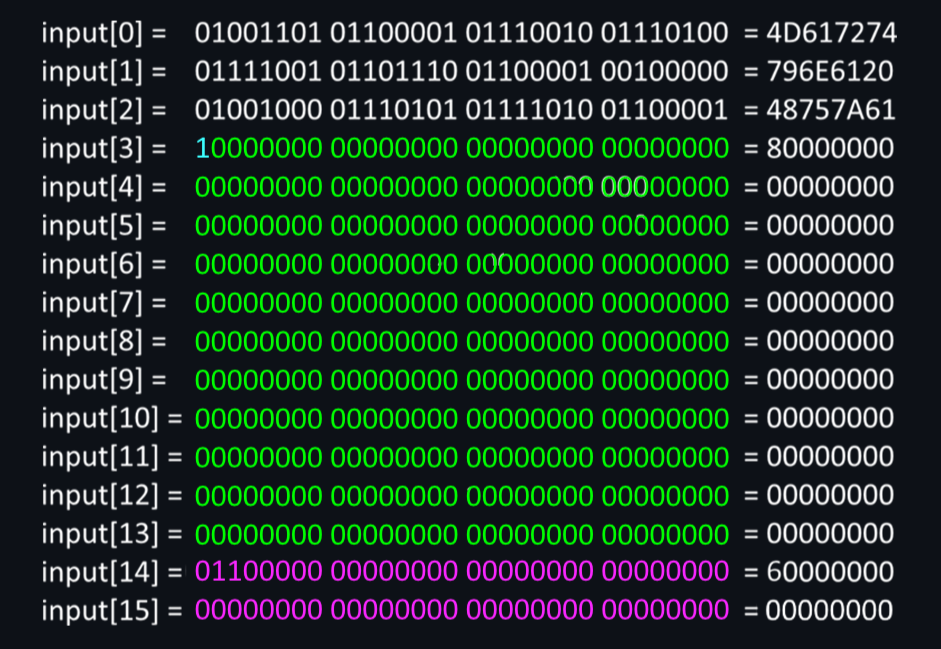 input[0] = 01001101 01100001 01110010 01110100 = 4D617274
input[1] = 01111001 01101110 01100001 00100000 = 796E6120
input[2] = 01001000 01110101 01111010 01100001 = 48757A61
input[3] = 10000000 00000000 00000000 00000000 = 80000000
input[4] = 00000000 00000000 00000000 00000000 = 00000000
input[5] = 00000000 00000000 00000000 00000000 = 00000000
input[6] = 00000000 00000000 00000000 00000000 = 00000000
input[7] = 00000000 00000000 00000000 00000000 = 00000000
input[8] = 00000000 00000000 00000000 00000000 = 00000000
input[9] = 00000000 00000000 00000000 00000000 = 00000000
input[10] = 00000000 00000000 00000000 00000000 = 00000000
input[11] = 00000000 00000000 00000000 00000000 = 00000000
input[12] = 00000000 00000000 00000000 00000000 = 00000000
input[13] = 00000000 00000000 00000000 00000000 = 00000000
input[14] = 01100000 00000000 00000000 00000000 = 60000000
input[15] = 00000000 00000000 00000000 00000000 = 00000000